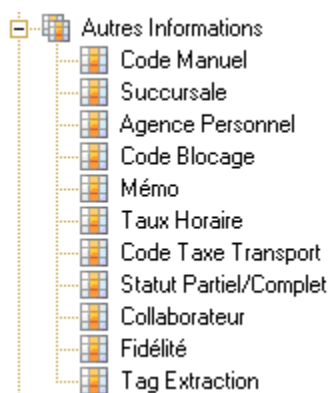 Autres Informations
Code Manuel
Succursale
Agence Personnel
Code Blocage
Mémo
Taux Horaire
Code Taxe Transport
Statut Partiel/Complet
Collaborateur
Fidélité
Tag Extraction